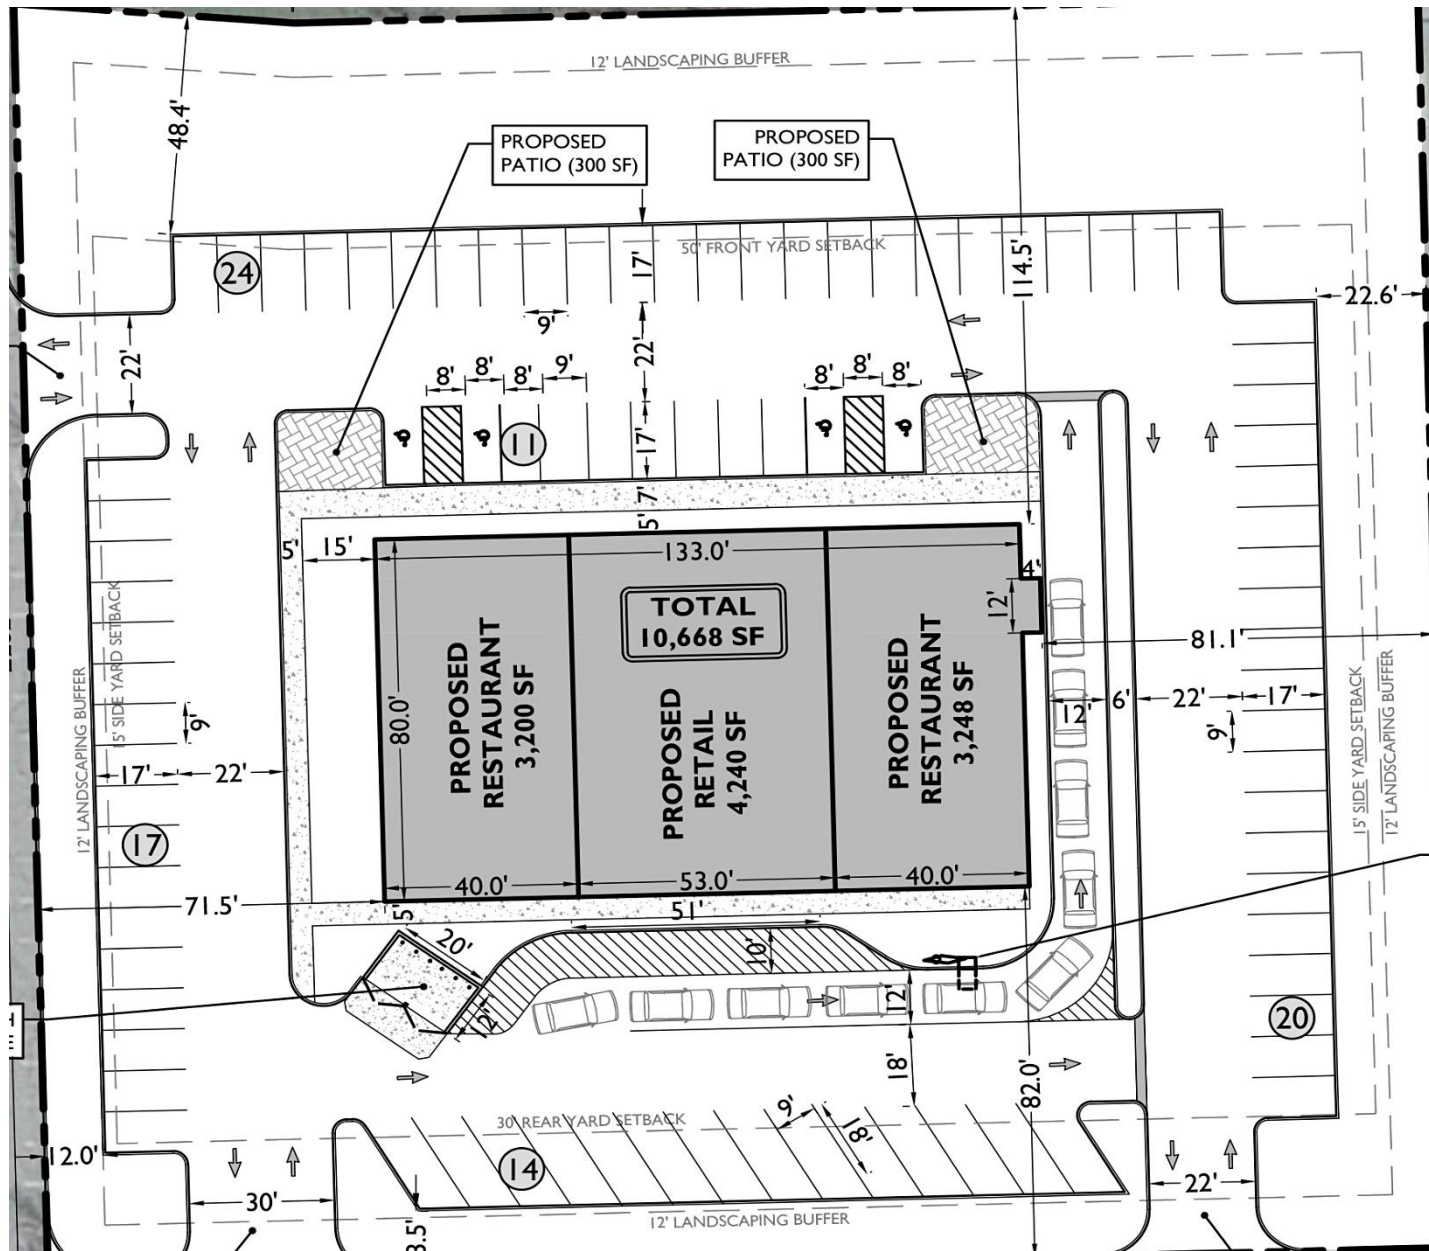 12' LANDSCAPING BUFFER
48.4'
PROPOSED
PATIO (300 SF)
PROPOSED
PATIO (300 SF)
50' FRONT YARD SETBACK
24
17'
114.5'
22.6'
9'
22'
22'
8'
8'
8'
9'
8'
8'
8'
11
17'
7'
5'
5'
15'
133.0'
4'
12'
TOTAL
10,668 SF
PROPOSED
RESTAURANT
3,200 SF
PROPOSED
RETAIL
4,240 SF
PROPOSED
RESTAURANT
3,248 SF
80.0'
81.1'
15' SIDE YARD SETBACK
12' LANDSCAPING BUFFER
9'
17'
22'
12'
6'
22'
17'
9'
15' SIDE YARD SETBACK
12' LANDSCAPING BUFFER
17
40.0'
53.0'
40.0'
71.5'
5'
51'
20'
10'
12'
12'
H
E
20
18'
82.0'
30' REAR YARD SETBACK
9'
18'
12.0'
14
30'
22'
12' LANDSCAPING BUFFER